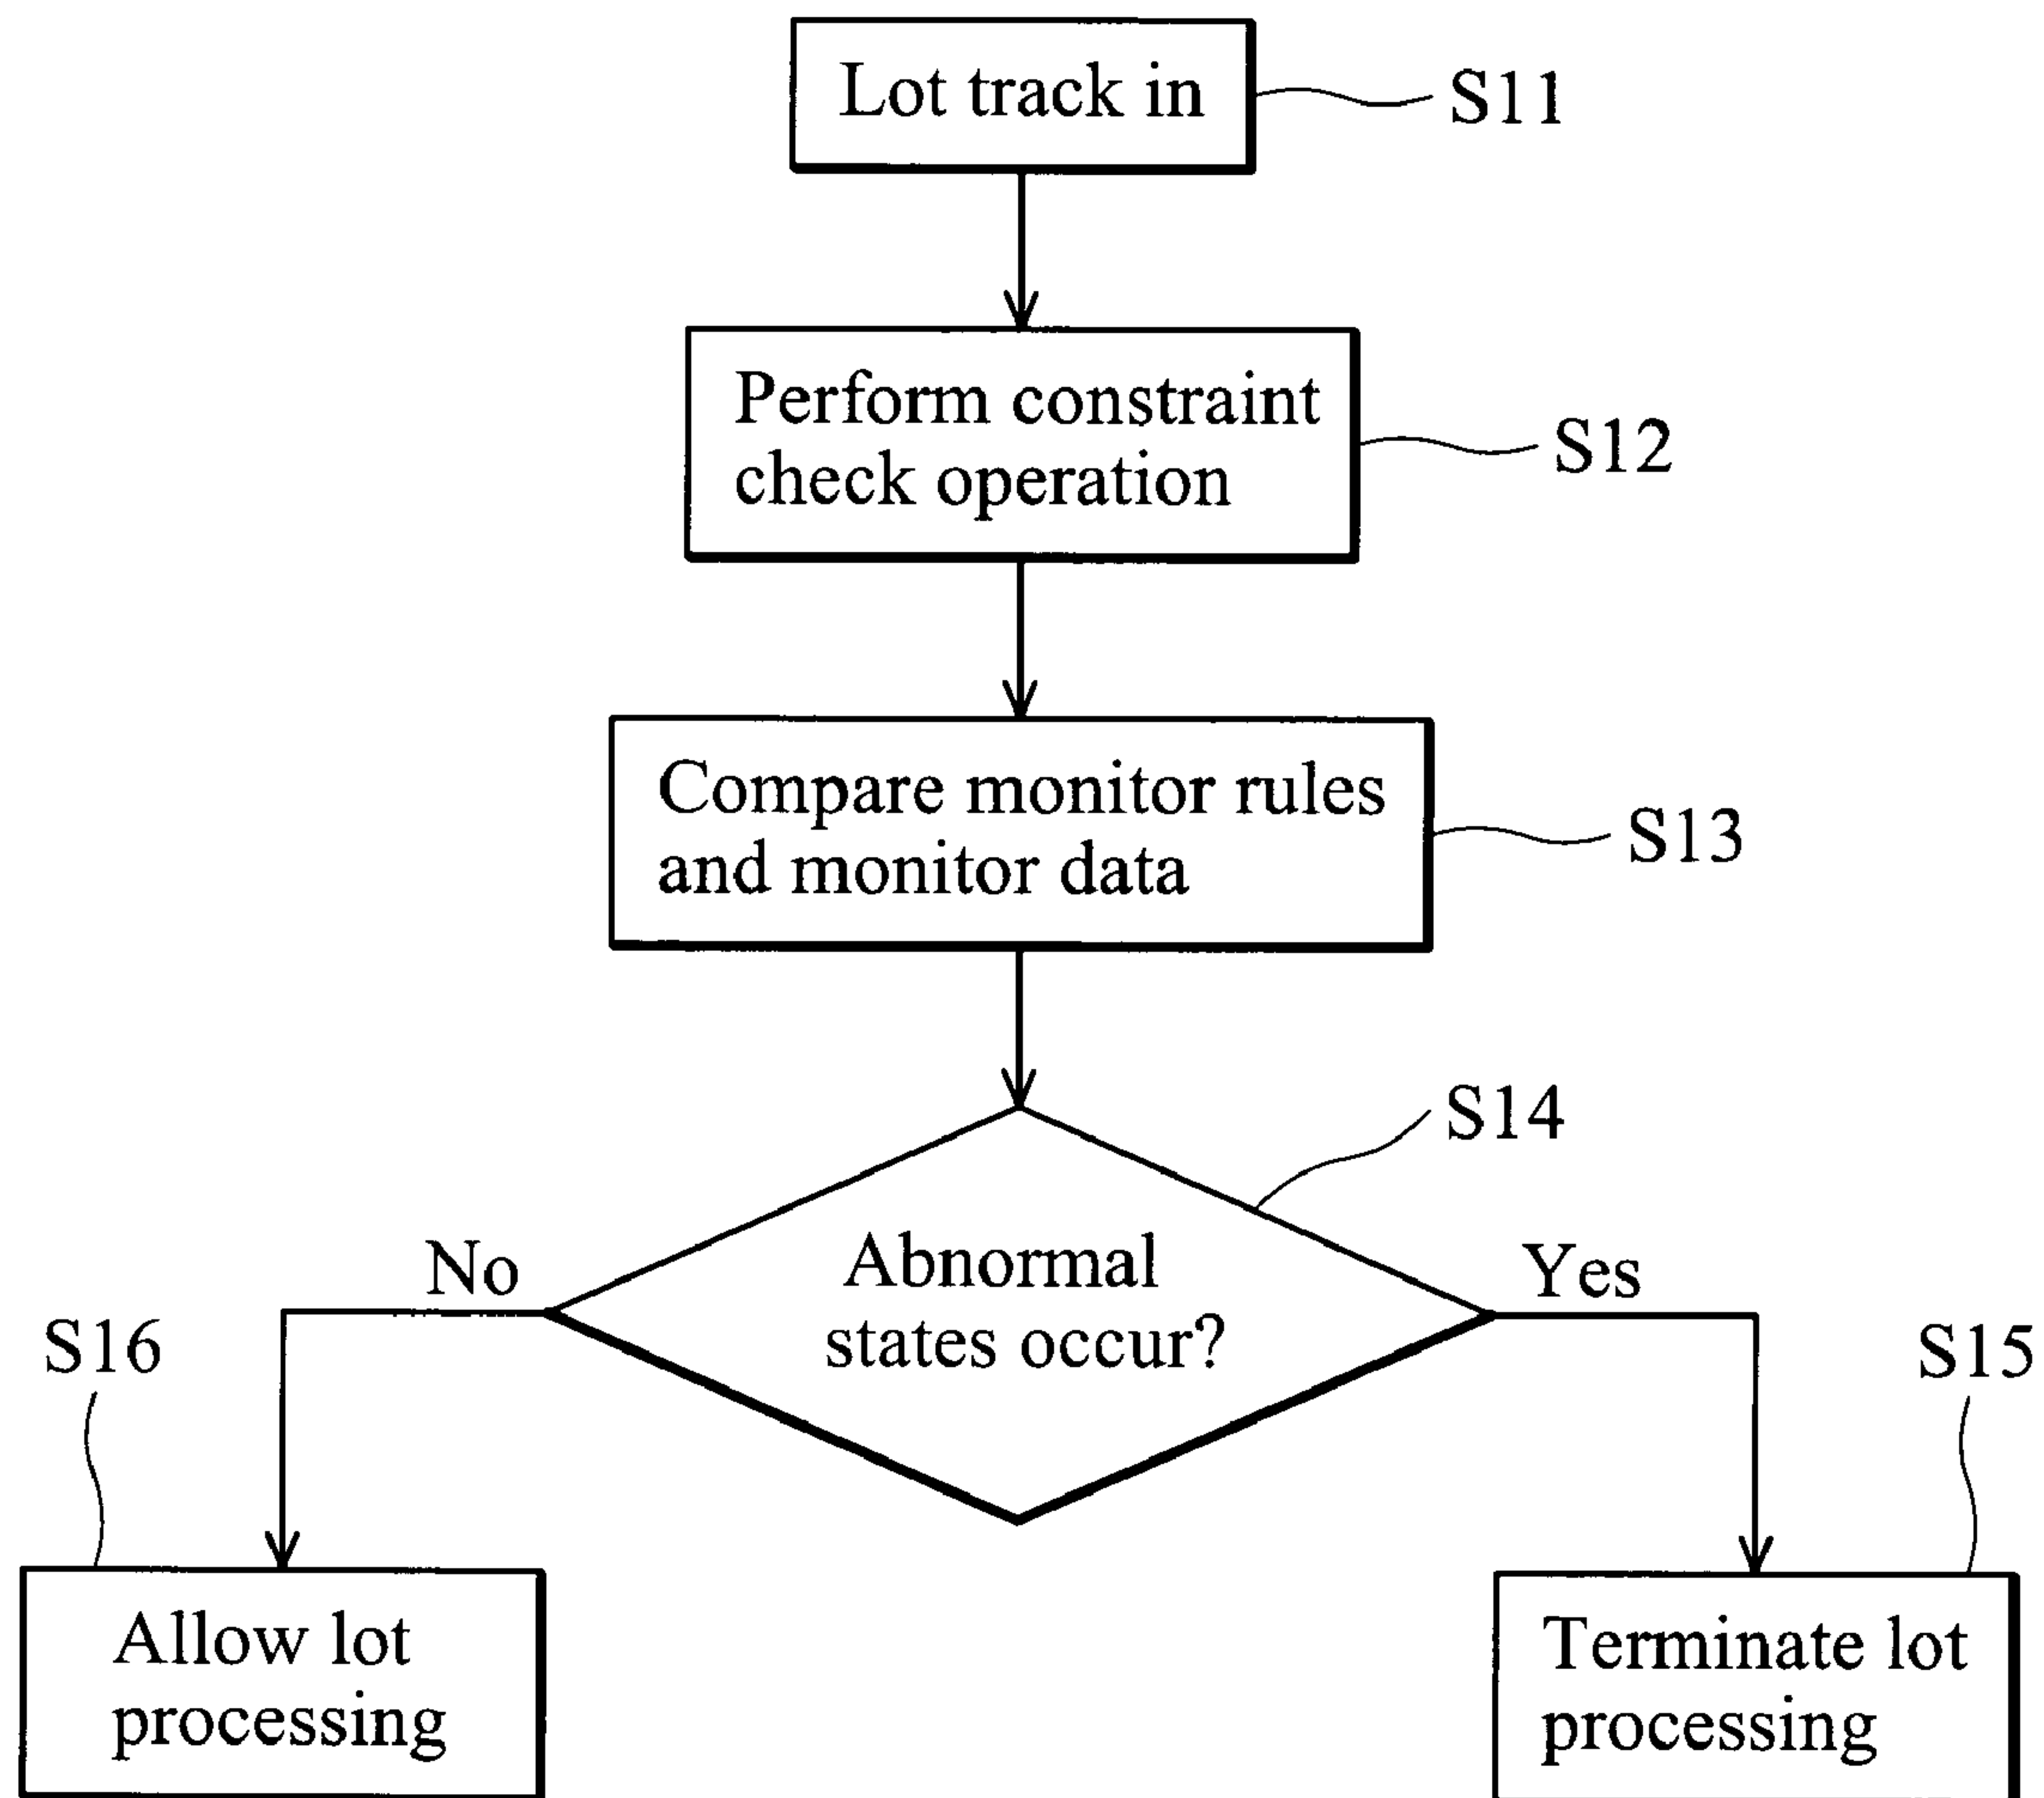 Lot track in
S11
Perform constraint
check operation
S12
Compare monitor rules
and monitor data
S13
S14
Abnormal
states occur?
No
Yes
S16
S15
Allow lot
processing
Terminate lot
processing